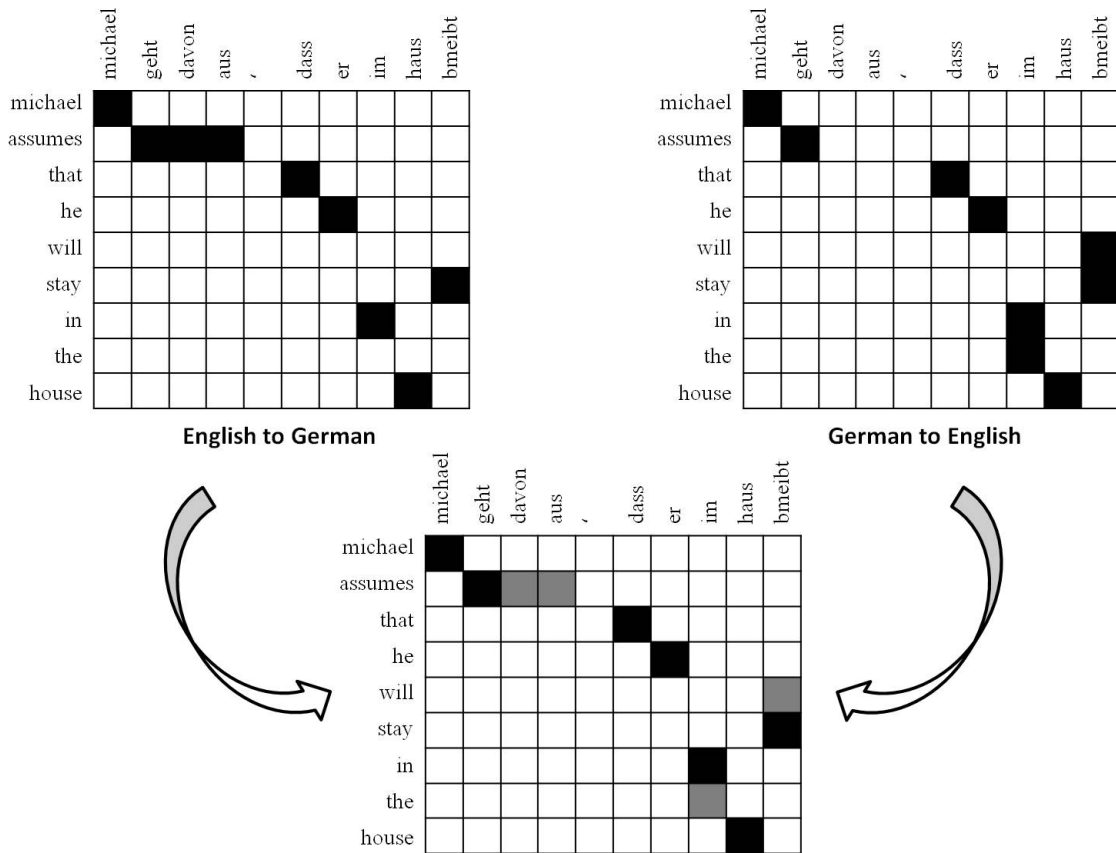 michael geht davon aus , dass er im haus bmeibt
michael
assumes
that
he
will
stay
in
the
house
English to German
michael geht davon aus , dass er im haus bmeibt
michael
assumes
that
he
will
stay
in
the
house
German to English
michael geht davon aus , dass er im haus bmeibt
michael
assumes
that
he
will
stay
in
the
house